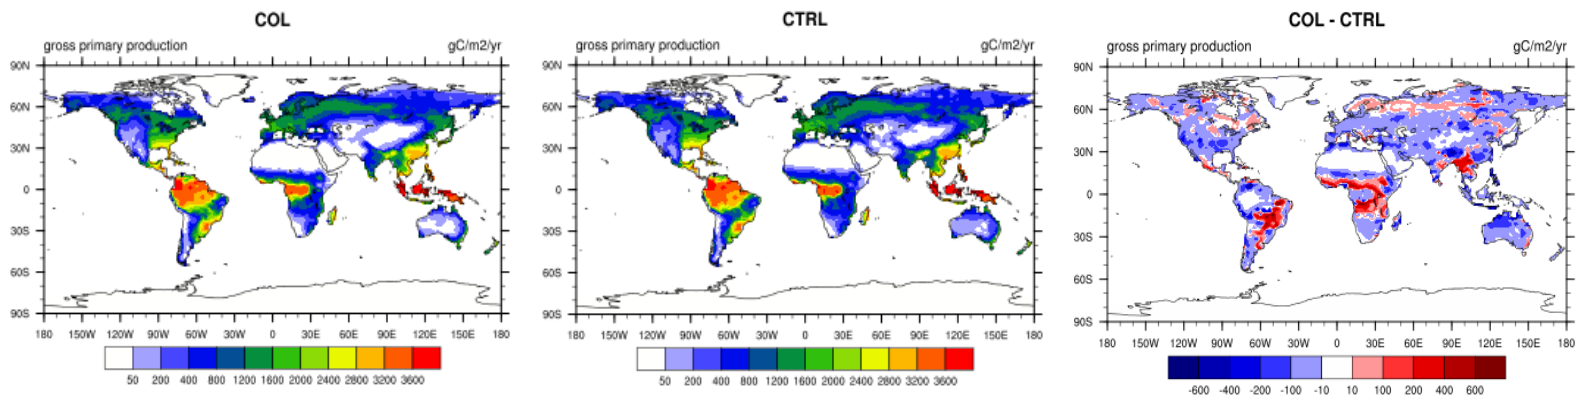 COL
gross primary production gC/m2/yr
90N
60N
30N
0
30S
60S
90S
180 150W 120W 90W 60W 30W 0 30E 60E 90E 120E 150E 180
50 200 400 800 1200 1600 2000 2400 2800 3200 3600
CTRL
gross primary production gC/m2/yr
90N
60N
30N
0
30S
60S
90S
180 150W 120W 90W 60W 30W 0 30E 60E 90E 120E 150E 180
50 200 400 800 1200 1600 2000 2400 2800 3200 3600
COL - CTRL
gross primary production gC/m2/yr
90N
60N
30N
0
30S
60S
90S
180 150W 120W 90W 60W 30W 0 30E 60E 90E 120E 150E 180
-600 -400 -200 -100 -10 10 100 200 400 600